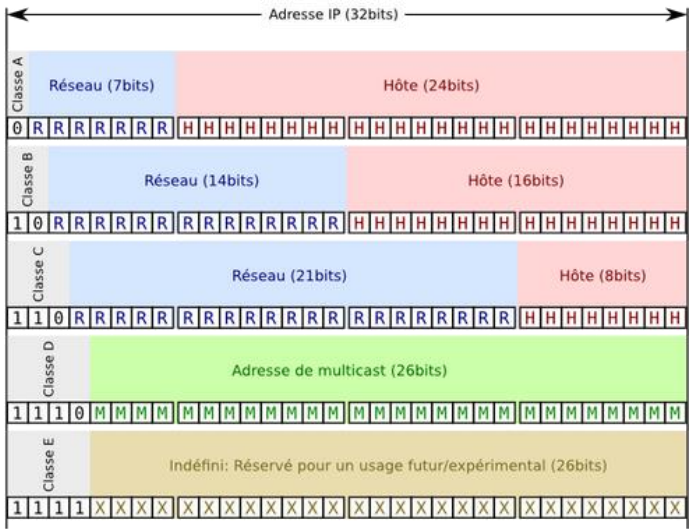 Adresse IP (32bits)
Classe A
Réseau (7bits)
Hôte (24bits)
0 R R R R R R R H H H H H H H H H H H H H H H H H H H H H H H H
Classe B
Réseau (14bits)
Hôte (16bits)
1 0 R R R R R R R R R R R R R R H H H H H H H H H H H H H H H H
Classe C
Réseau (21bits)
Hôte (8bits)
1 1 0 R R R R R R R R R R R R R R R R R R R R R H H H H H H H H
Classe D
Adresse de multicast (26bits)
1 1 1 0 M M M M M M M M M M M M M M M M M M M M M M M M M M M M
Classe E
Indéfini: Réservé pour un usage futur/expérimental (26bits)
1 1 1 1 X X X X X X X X X X X X X X X X X X X X X X X X X X X X